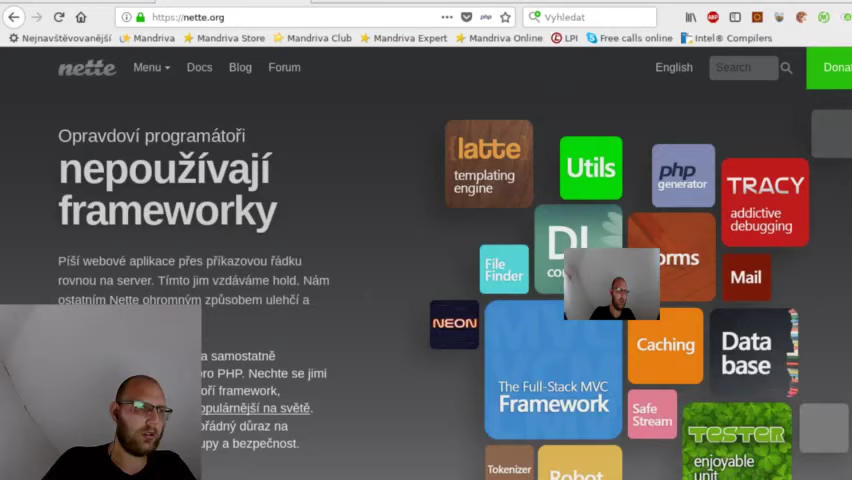 https://nette.org
Vyhledat
Nejnavštěvovanější
Mandriva
Mandriva Store
Mandriva Club
Mandriva Expert
Mandriva Online
LPI
Free calls online
Intel® Compilers
nette
Menu
Docs
Blog
Forum
English
Search
Dona
Opravdoví programátoři
nepoužívají
frameworky
Píší webové aplikace přes příkazovou řádku
rovnou na server. Tímto jim vzdáváme hold. Nám
ostatním Nette ohromným způsobem ulehčí a
a samostatně
pro PHP. Nechte se jimi
oří framework,
opulárnější na světě.
ořádný důraz na
upy a bezpečnost.
latte
templating
engine
Utils
php
generator
TRACY
addictive
debugging
DI
co
orms
File
Finder
Mail
NEON
The Full-Stack MVC
Framework
Caching
Data
base
Safe
Stream
TESTER
enjoyable
unit
Tokenizer
Robot